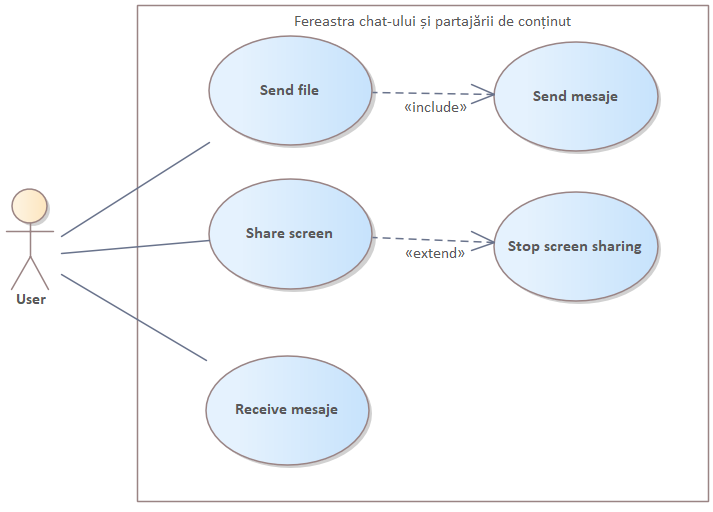 Fereastra chat-ului și partajării de conținut
Send file
«include»
Send mesaje
User
Share screen
«extend»
Stop screen sharing
Receive mesaje